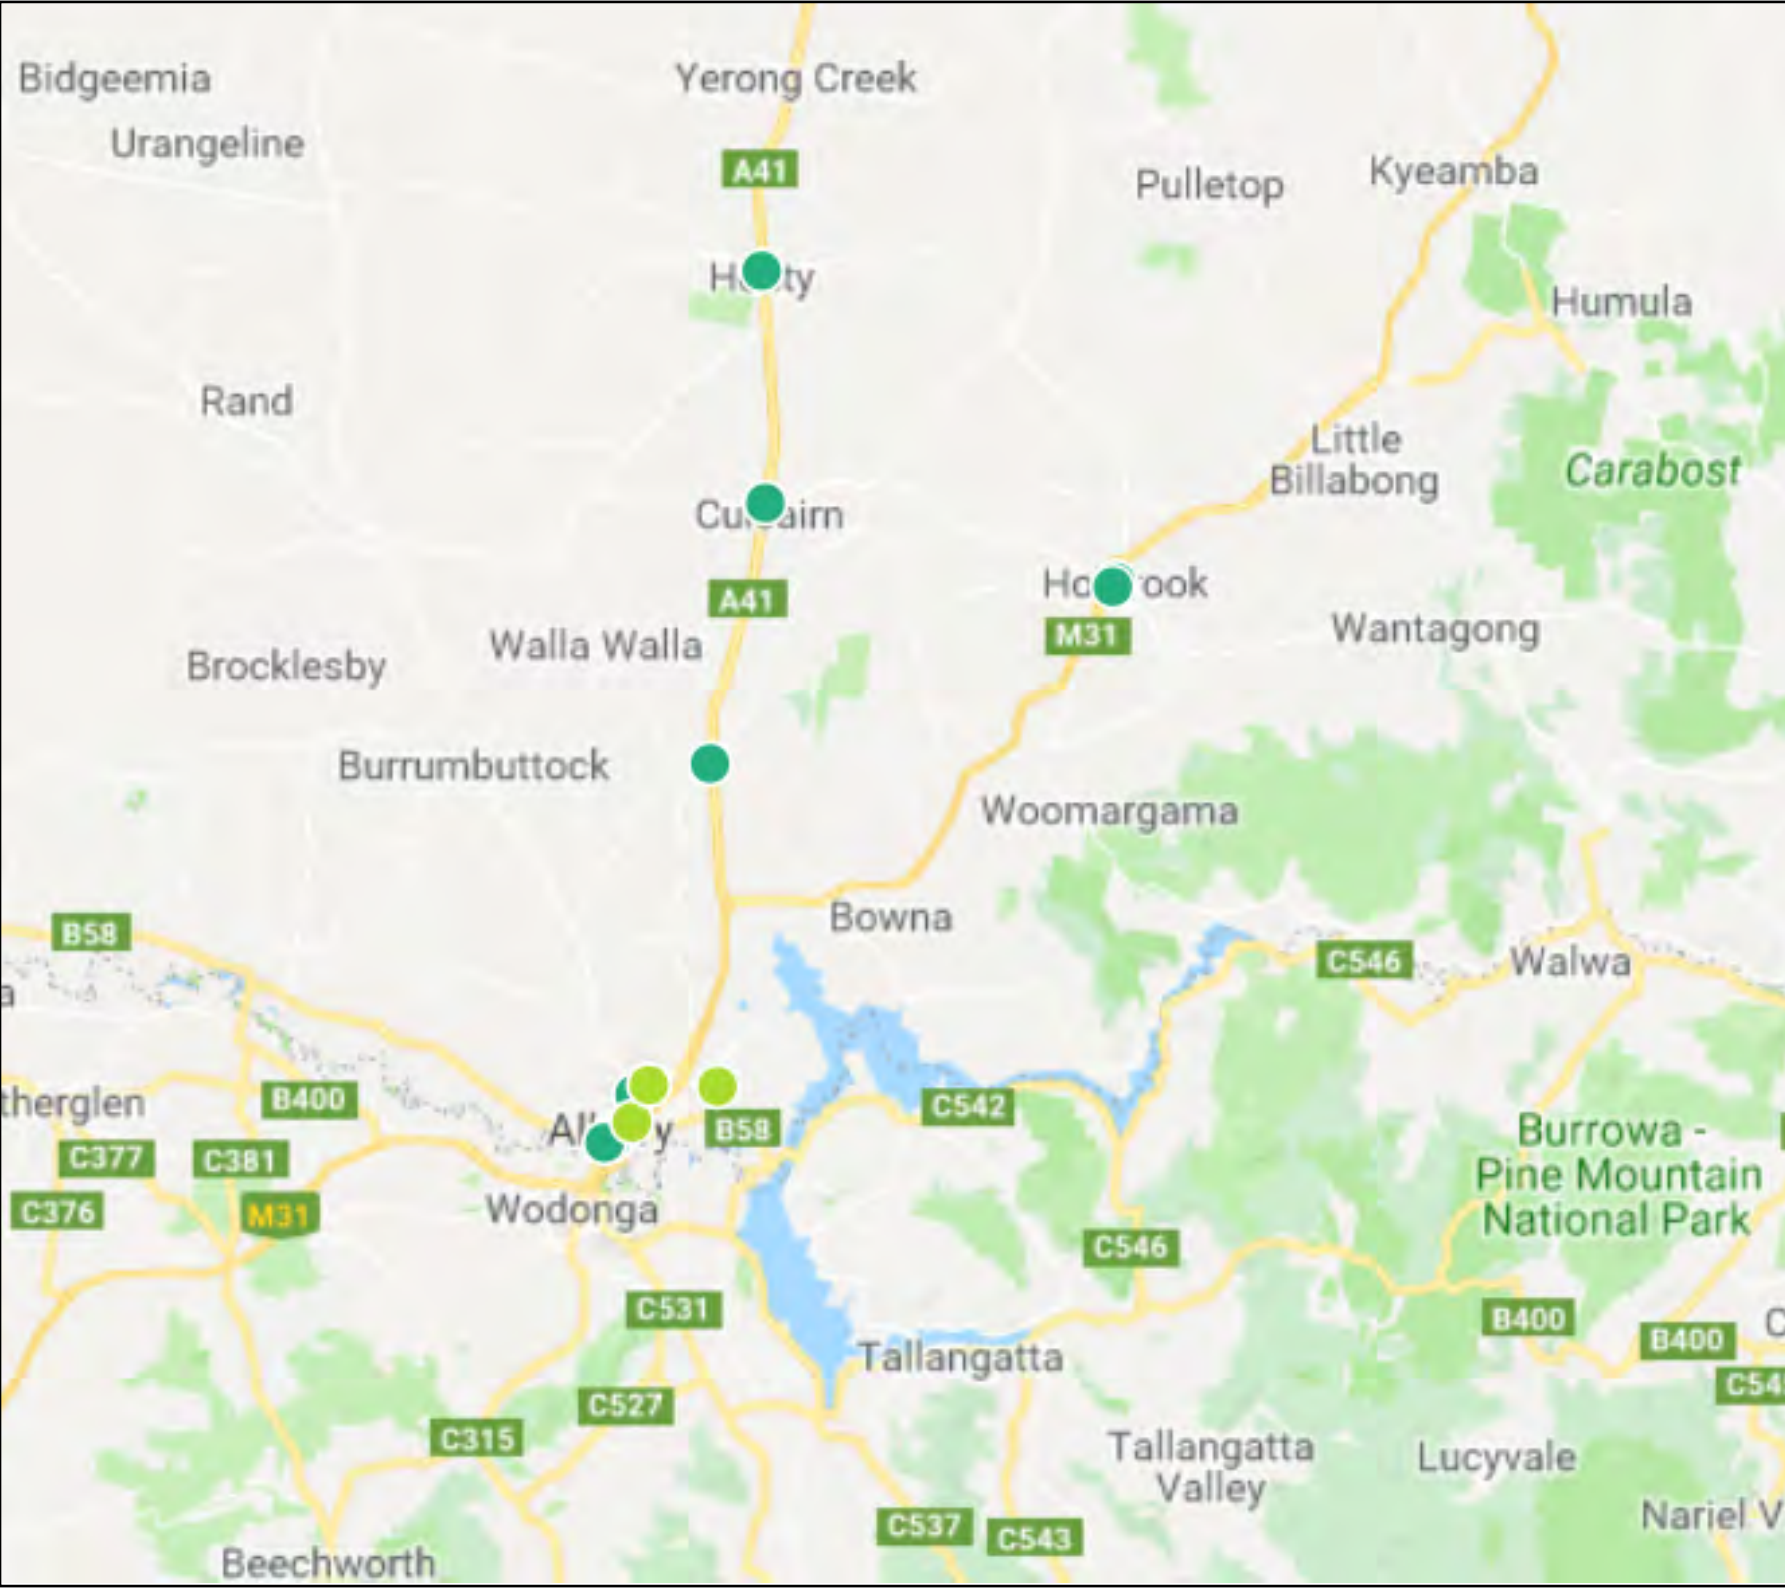 Bidgeemia
Yerong Creek
Urangeline
A41
Kyeamba
Pulletop
Humula
Rand
Little
Billabong
Carabost
A41
M31
Wantagong
Walla Walla
Brocklesby
Burrumbuttock
Woomargama
Bowna
B58
C546
Walwa
a
therglen
B400
C542
B58
C377
C381
Burrowa -
Pine Mountain
National Park
C376
M31
Wodonga
C546
C531
B400
B400
Tallangatta
C54
C527
C315
Tallangatta
Valley
Lucyvale
Nariel V
C537
C543
Beechworth